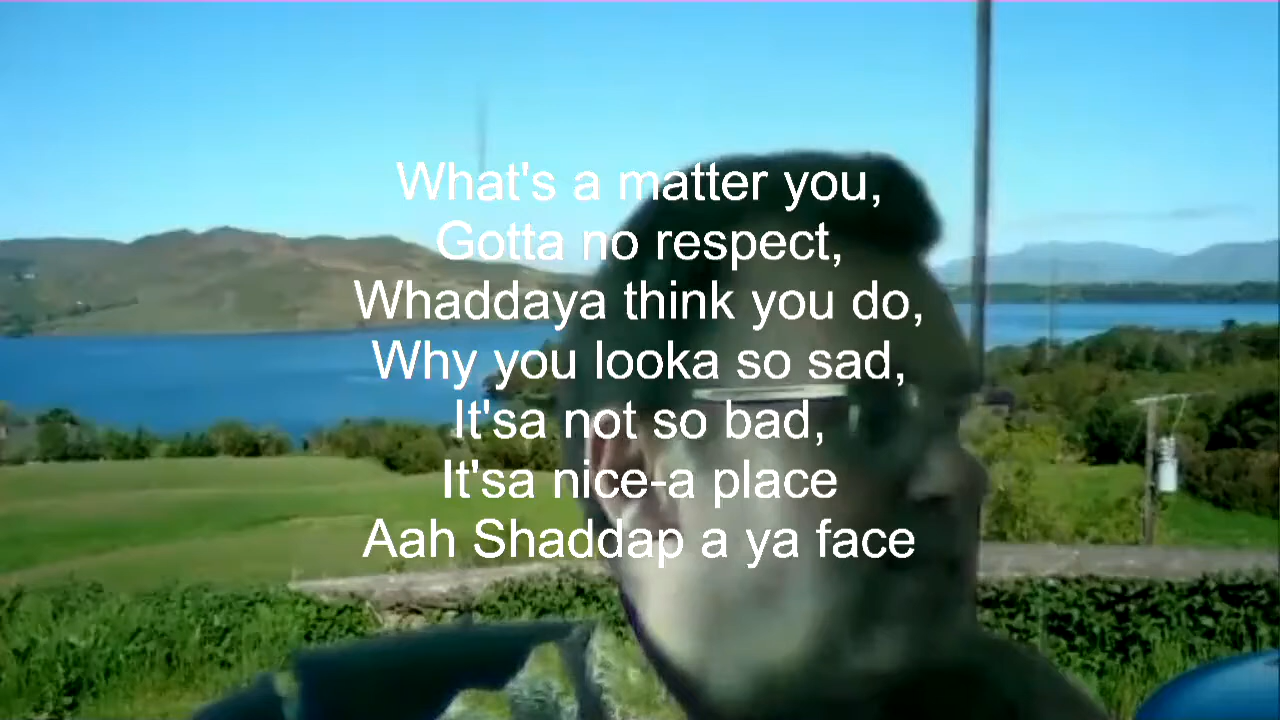 What's a matter you,
Gotta no respect,
Whaddaya think you do,
Why you looka so sad,
It'sa not so bad,
It'sa nice-a place
Aah Shaddap a ya face